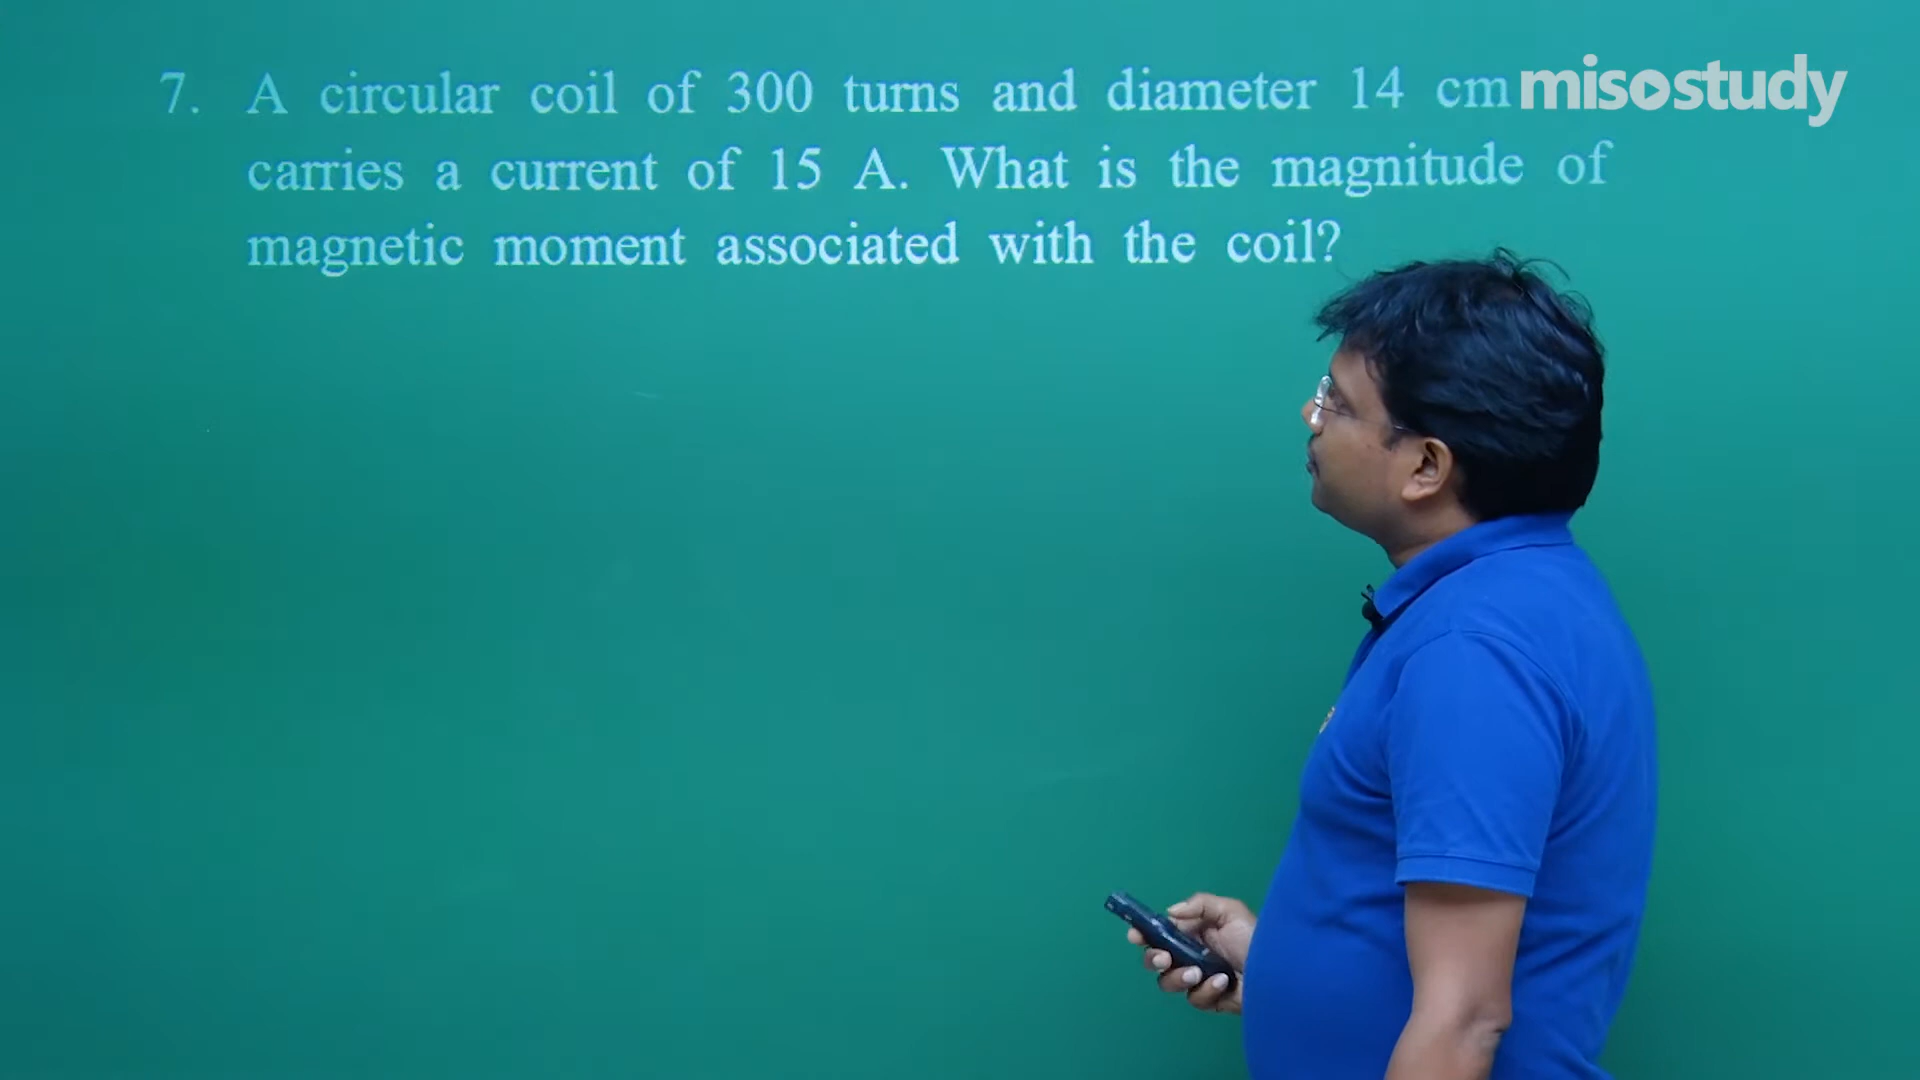 7. A circular coil of 300 turns and diameter 14 cm misostudy
carries a current of 15 A. What is the magnitude of
magnetic moment associated with the coil?